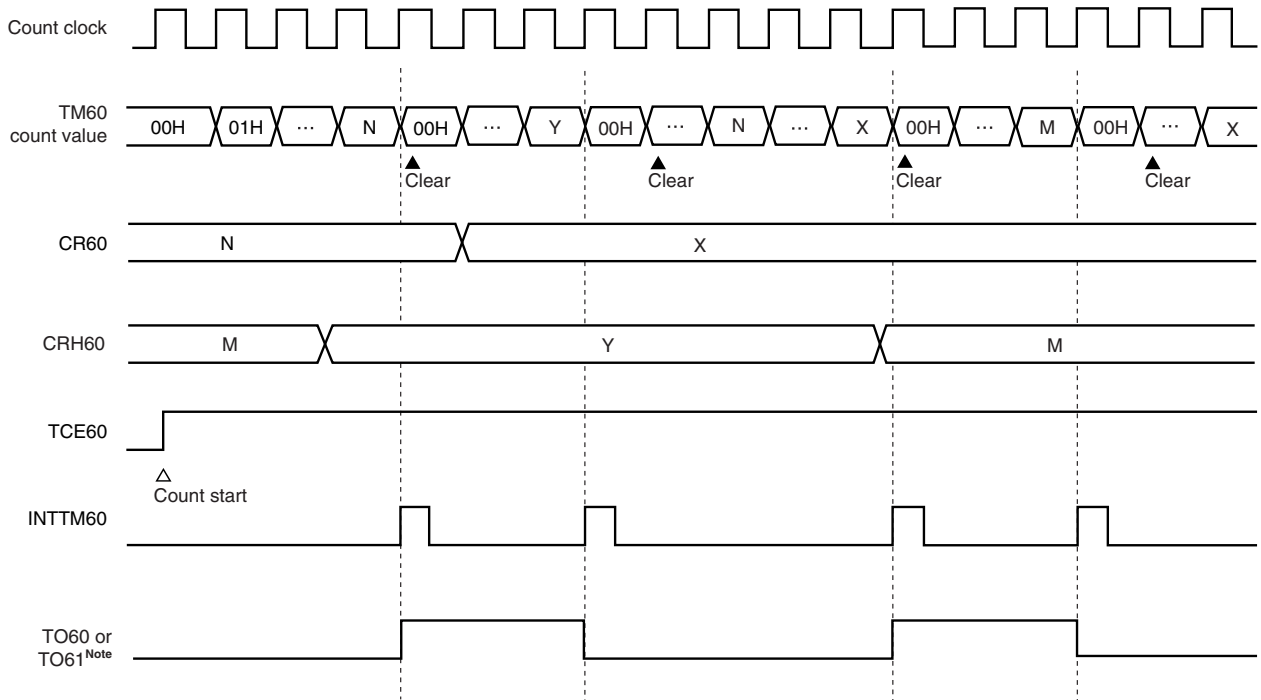 Count clock
TM60
count value
00H 01H ... N 00H ... Y 00H ... N ... X 00H ... M 00H ... X
Clear Clear Clear Clear
CR60 N X
CRH60 M Y M
TCE60
Count start
INTTM60
TO60 or
TO61Note